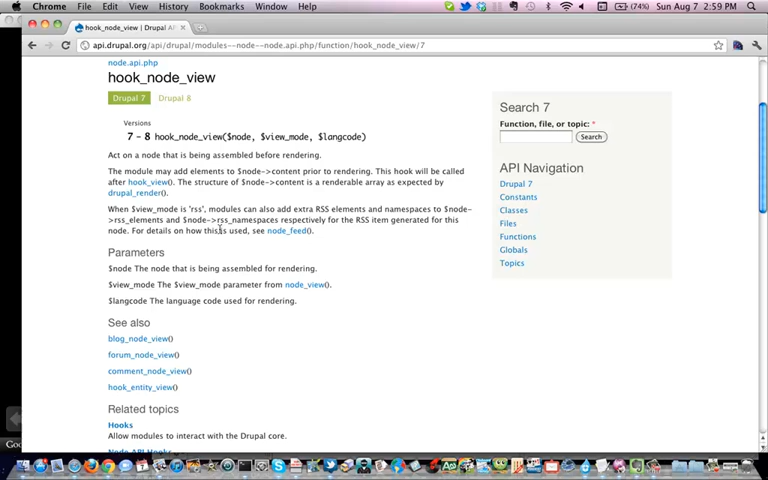 Chrome File Edit View History Bookmarks Window Help (74%) Sun Aug 7 2:59 PM
hook_node_view | Drupal API
api.drupal.org/api/drupal/modules--node--node.api.php/function/hook_node_view/7
node.api.php
hook_node_view
Drupal 7 Drupal 8
Versions
7 – 8 hook_node_view($node, $view_mode, $langcode)
Act on a node that is being assembled before rendering.
The module may add elements to $node->content prior to rendering. This hook will be called
after hook_view(). The structure of $node->content is a renderable array as expected by
drupal_render().
When $view_mode is 'rss', modules can also add extra RSS elements and namespaces to $node-
>rss_elements and $node->rss_namespaces respectively for the RSS item generated for this
node. For details on how this is used, see node_feed().
Parameters
$node The node that is being assembled for rendering.
$view_mode The $view_mode parameter from node_view().
$langcode The language code used for rendering.
See also
blog_node_view()
forum_node_view()
comment_node_view()
hook_entity_view()
Related topics
Hooks
Allow modules to interact with the Drupal core.
Node API Hooks
Search 7
Function, file, or topic: *
Search
API Navigation
Drupal 7
Constants
Classes
Files
Functions
Globals
Topics
Goo